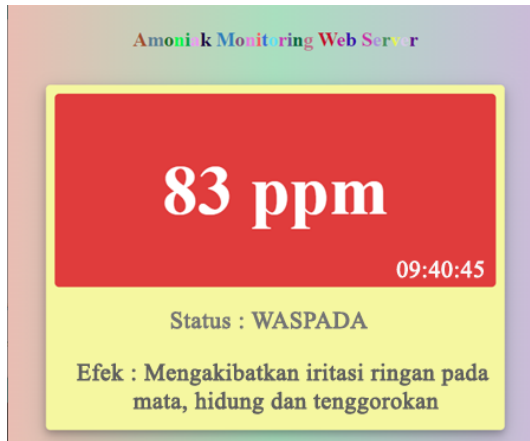 Amoniak Monitoring Web Server
83 ppm
09:40:45
Status : WASPADA
Efek : Mengakibatkan iritasi ringan pada
mata, hidung dan tenggorokan